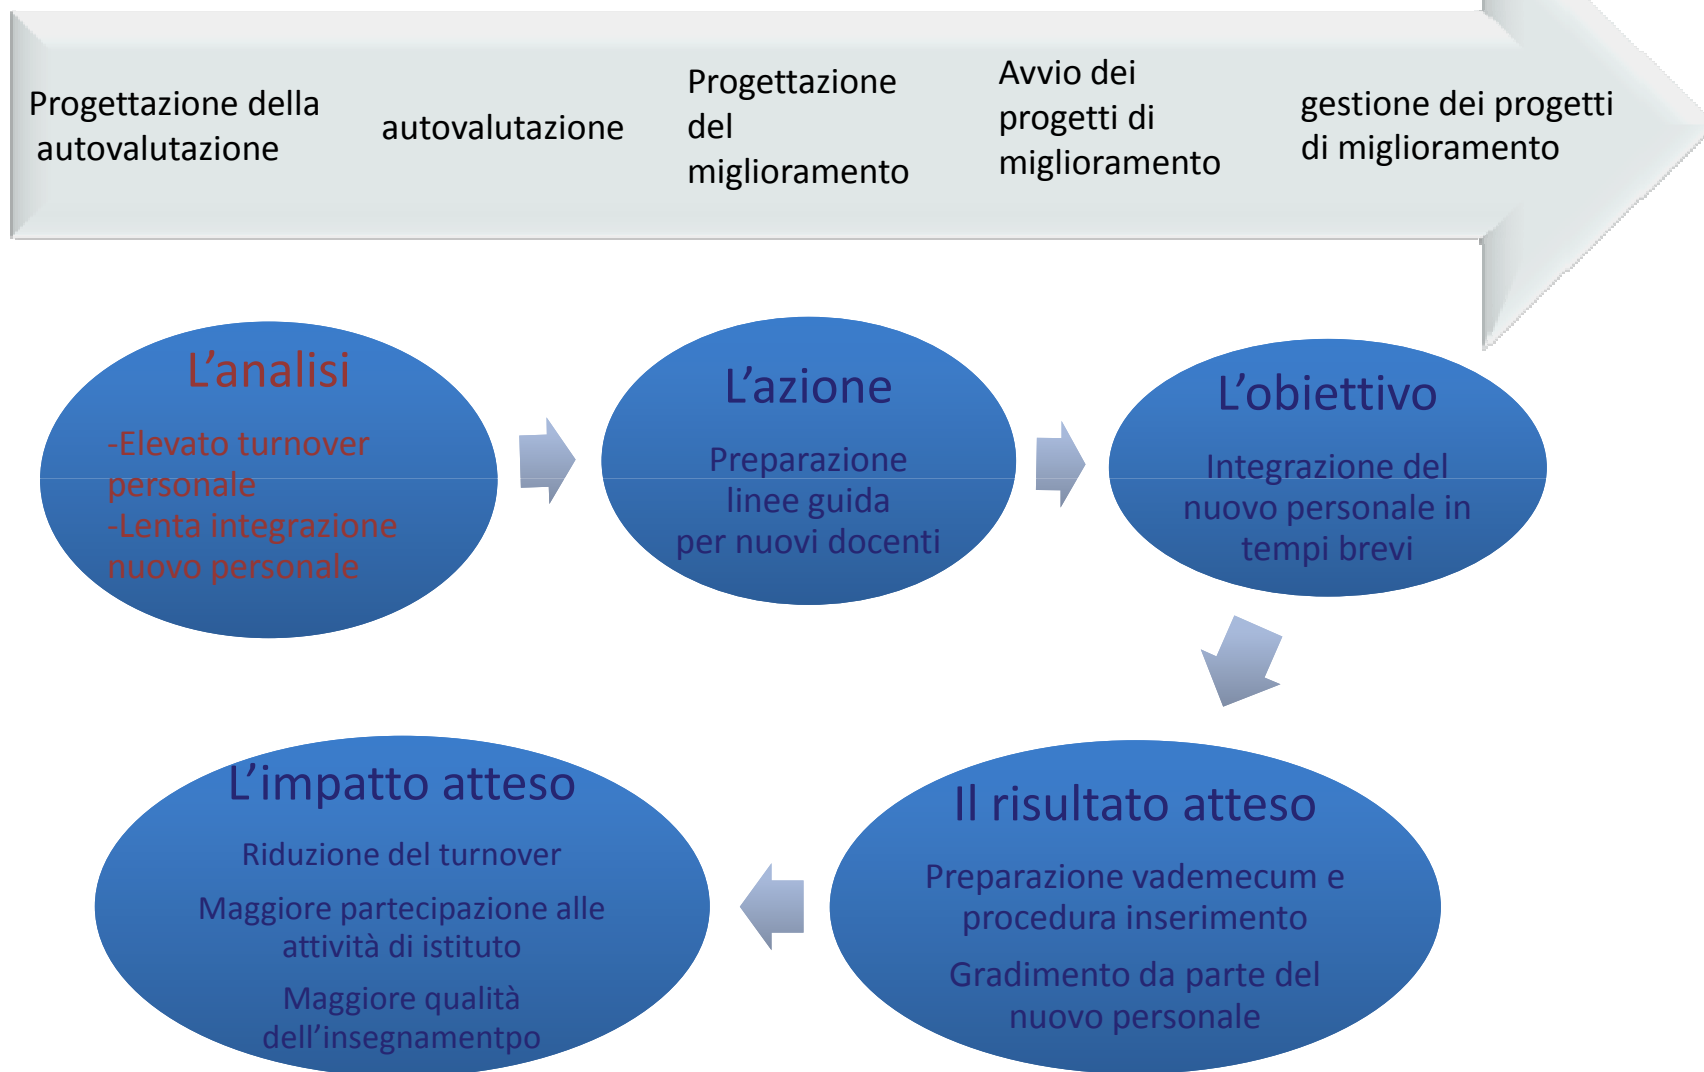 Progettazione della
autovalutazione
autovalutazione
Progettazione
del
miglioramento
Avvio dei
progetti di
miglioramento
gestione dei progetti
di miglioramento
L’analisi
-Elevato turnover
personale
-Lenta integrazione
nuovo personale
L’azione
Preparazione
linee guida
per nuovi docenti
L’obiettivo
Integrazione del
nuovo personale in
tempi brevi
Il risultato atteso
Preparazione vademecum e
procedura inserimento
Gradimento da parte del
nuovo personale
L’impatto atteso
Riduzione del turnover
Maggiore partecipazione alle
attività di istituto
Maggiore qualità
dell’insegnamentpo